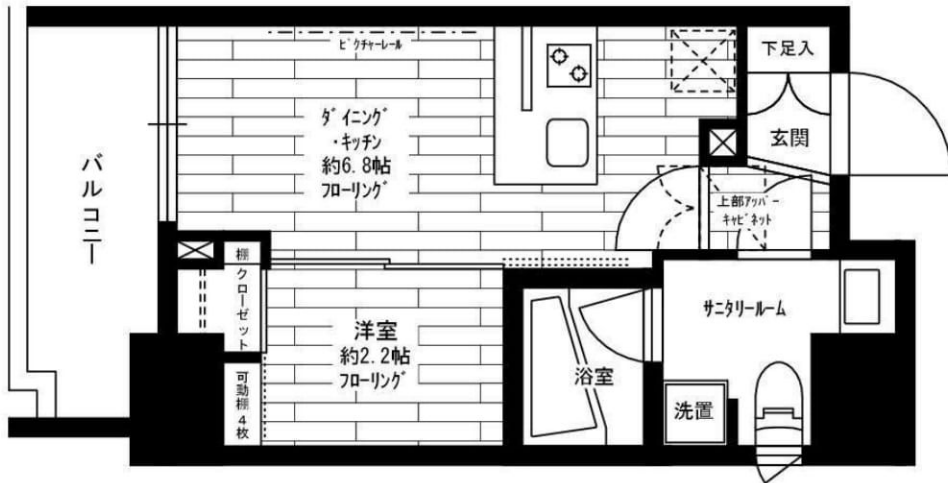 ピクチャーレール
下足入
ダイニング
・キッチン
約6.8帖
フローリング
玄関
バルコニー
上部アッパー
キャビネット
棚
クローゼット
洋室
約2.2帖
フローリング
サニタリールーム
浴室
可動棚4枚
洗置